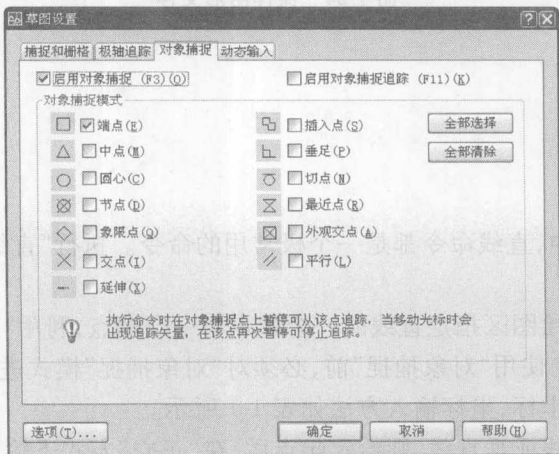 草图设置
捕捉和栅格 极轴追踪 对象捕捉 动态输入
启用对象捕捉 (F3)(O) 启用对象捕捉追踪 (F11)(K)
对象捕捉模式
端点(E) 插入点(S) 全部选择
中点(M) 垂足(P) 全部清除
圆心(C) 切点(N)
节点(D) 最近点(R)
象限点(Q) 外观交点(A)
交点(I) 平行(L)
延伸(X)
执行命令时在对象捕捉点上暂停可从该点追踪，当移动光标时会
出现追踪矢量，在该点再次暂停可停止追踪。
选项(T)... 确定 取消 帮助(H)